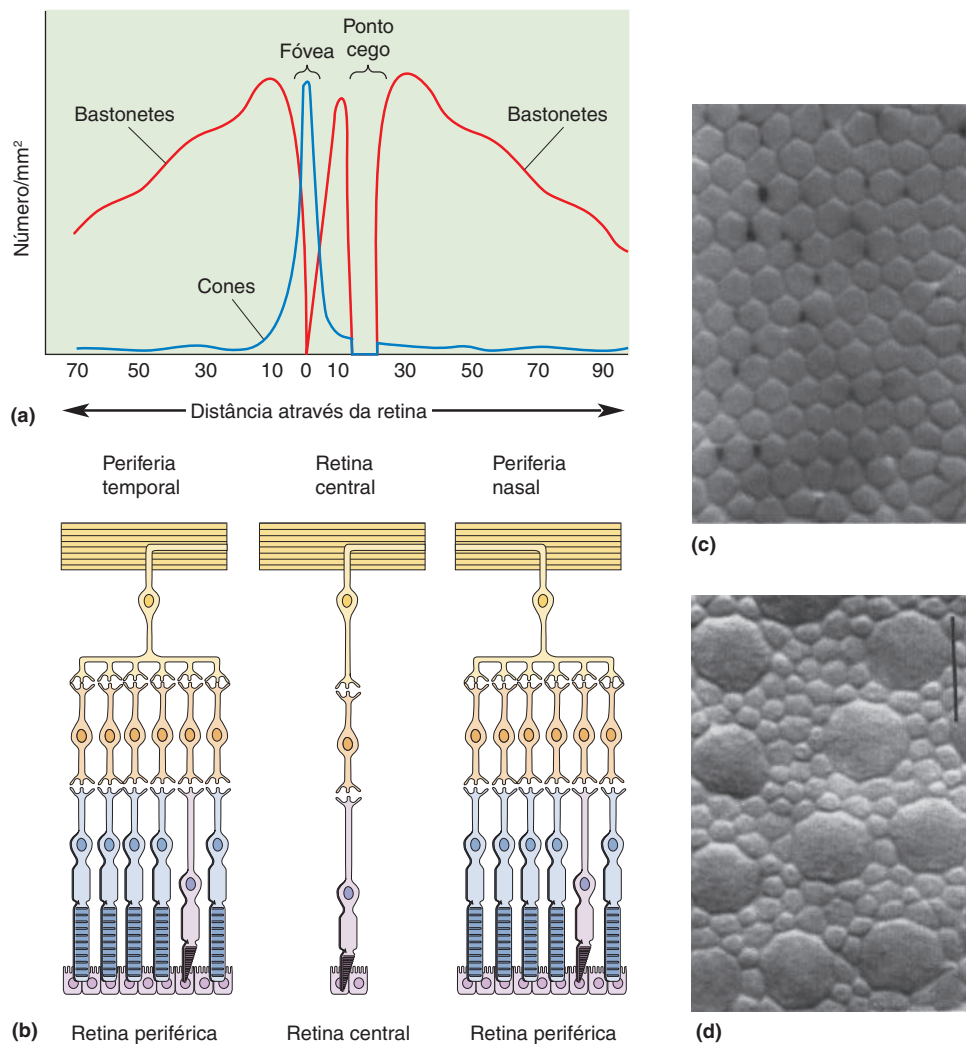 Fóvea
Ponto
cego
Bastonetes
Bastonetes
Número/mm²
Cones
70 50 30 10 0 10 30 50 70 90
(a)
Distância através da retina
Periferia
temporal
Retina
central
Periferia
nasal
(c)
(b)
Retina periférica
Retina central
Retina periférica
(d)